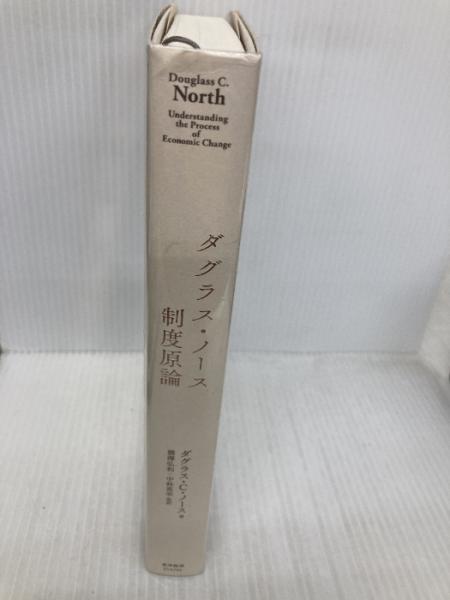 Douglass C.
North
Understanding
the Process
of
Economic Change
ダグラス・ノース
制度原論
ダグラス・C・ノース 著